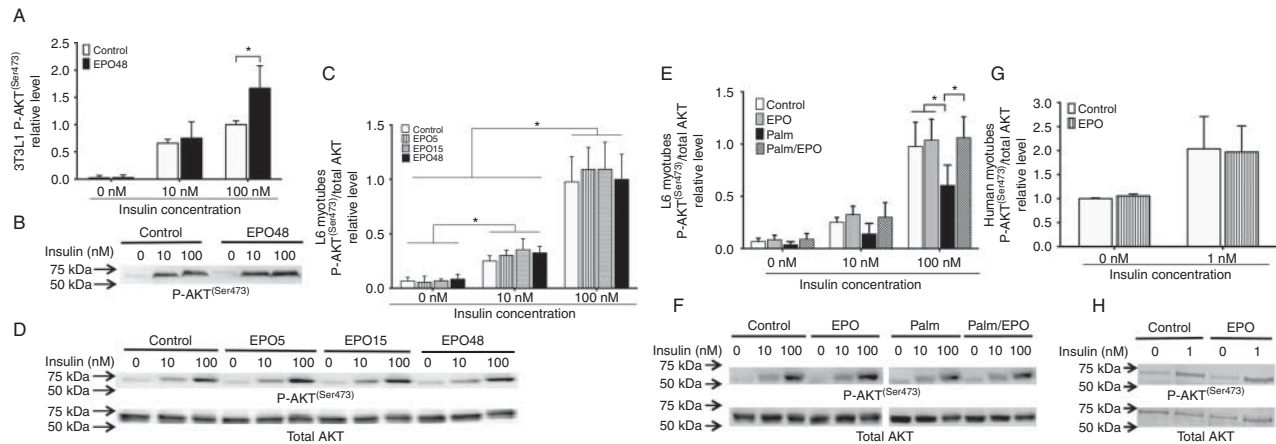 A
3T3L1 P-AKT(Ser473)
relative level
2.5
2.0
1.5
1.0
0.5
0.0
Control
EPO48
*
0 nM 10 nM 100 nM
Insulin concentration
B
Control EPO48
Insulin (nM) 0 10 100 0 10 100
75 kDa
50 kDa
P-AKT(Ser473)
C
L6 myotubes
P-AKT(Ser473)/total AKT
relative level
1.5
1.0
0.5
0.0
Control
EPO5
EPO15
EPO48
*
*
0 nM 10 nM 100 nM
Insulin concentration
D
Control EPO5 EPO15 EPO48
Insulin (nM) 0 10 100 0 10 100 0 10 100 0 10 100
75 kDa
50 kDa
P-AKT(Ser473)
75 kDa
50 kDa
Total AKT
E
L6 myotubes
P-AKT(Ser473)/total AKT
relative level
1.5
1.0
0.5
0.0
Control
EPO
Palm
Palm/EPO
* *
0 nM 10 nM 100 nM
Insulin concentration
F
Control EPO Palm Palm/EPO
Insulin (nM) 0 10 100 0 10 100 0 10 100 0 10 100
75 kDa
50 kDa
P-AKT(Ser473)
75 kDa
50 kDa
Total AKT
G
Human myotubes
P-AKT(Ser473)/total AKT
relative level
3.0
2.5
2.0
1.5
1.0
0.5
0.0
Control
EPO
0 nM 1 nM
Insulin concentration
H
Control EPO
Insulin (nM) 0 1 0 1
75 kDa
50 kDa
P-AKT(Ser473)
75 kDa
50 kDa
Total AKT